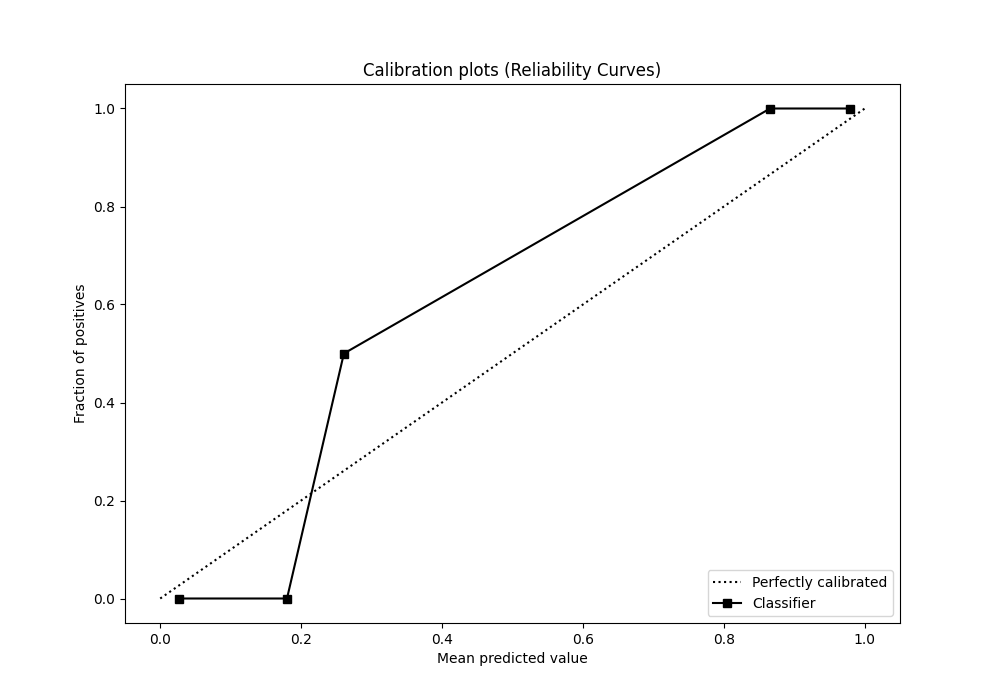 Calibration plots (Reliability Curves)
1.0
0.8
0.6
0.4
0.2
0.0
Fraction of positives
Perfectly calibrated
Classifier
0.0 0.2 0.4 0.6 0.8 1.0
Mean predicted value